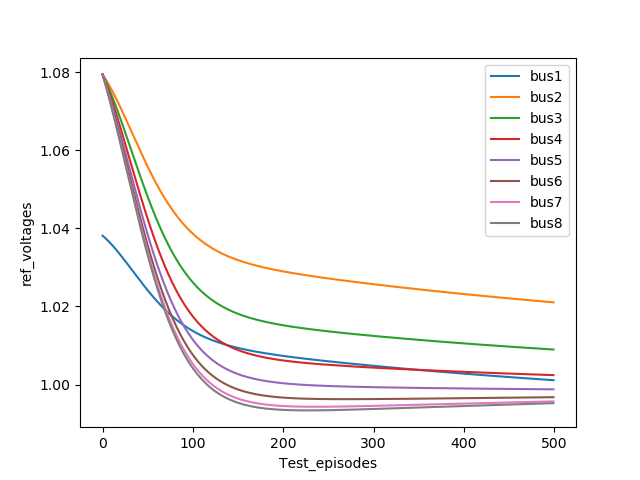 1.08
1.06
1.04
1.02
1.00
ref_voltages
0
100
200
300
400
500
Test_episodes
bus1
bus2
bus3
bus4
bus5
bus6
bus7
bus8